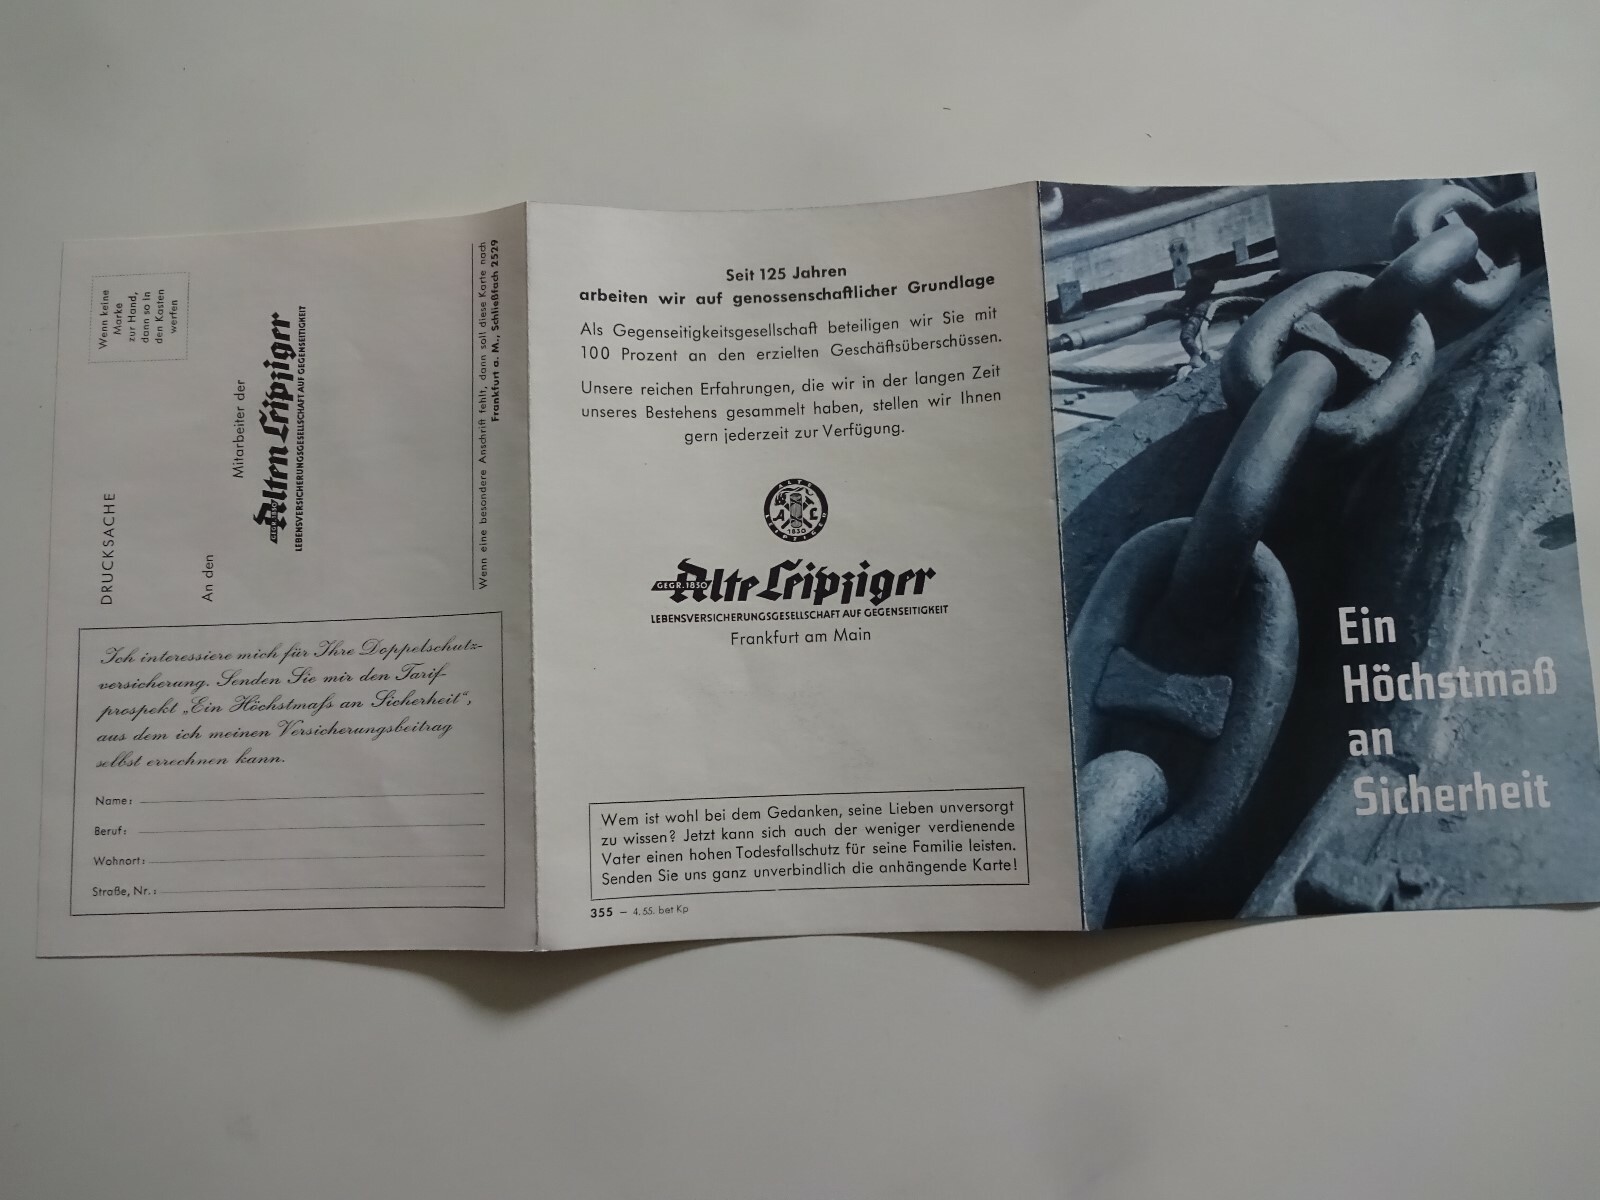 Wenn keine
Marke
zur Hand,
dann so in
den Kasten
werfen
DRUCKSACHE
An den
Mitarbeiter der
GEGR. 1830
Alten Leipziger
LEBENSVERSICHERUNGSGESELLSCHAFT AUF GEGENSEITIGKEIT
Wenn eine besondere Anschrift fehlt, dann soll diese Karte nach
Frankfurt a. M., Schließfach 2529
Ich interessiere mich für Ihre Doppelschutz-
versicherung. Senden Sie mir den Tarif-
prospekt „Ein Höchstmaß an Sicherheit“,
aus dem ich meinen Versicherungsbeitrag
selbst errechnen kann.
Name:
Beruf:
Wohnort:
Straße, Nr.:
Seit 125 Jahren
arbeiten wir auf genossenschaftlicher Grundlage
Als Gegenseitigkeitsgesellschaft beteiligen wir Sie mit
100 Prozent an den erzielten Geschäftsüberschüssen.
Unsere reichen Erfahrungen, die wir in der langen Zeit
unseres Bestehens gesammelt haben, stellen wir Ihnen
gern jederzeit zur Verfügung.
ALTE
A L
1830
LEIPZIGER
GEGR. 1830
Alte Leipziger
LEBENSVERSICHERUNGSGESELLSCHAFT AUF GEGENSEITIGKEIT
Frankfurt am Main
Wem ist wohl bei dem Gedanken, seine Lieben unversorgt
zu wissen? Jetzt kann sich auch der weniger verdienende
Vater einen hohen Todesfallschutz für seine Familie leisten.
Senden Sie uns ganz unverbindlich die anhängende Karte!
355 – 4. 55. bet Kp
Ein
Höchstmaß
an
Sicherheit